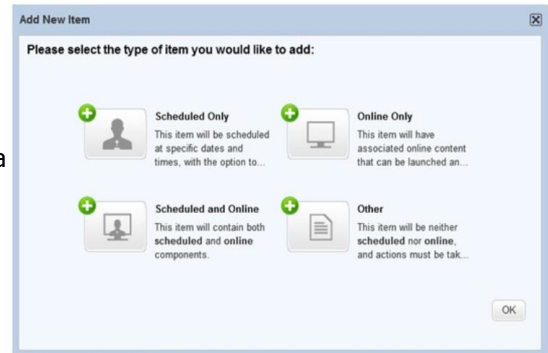 Add New Item
Please select the type of item you would like to add:
a
Scheduled Only
This item will be scheduled
at specific dates and
times, with the option to...
Online Only
This item will have
associated online content
that can be launched an...
Scheduled and Online
This item will contain both
scheduled and online
components.
Other
This item will be neither
scheduled nor online,
and actions must be tak...
OK